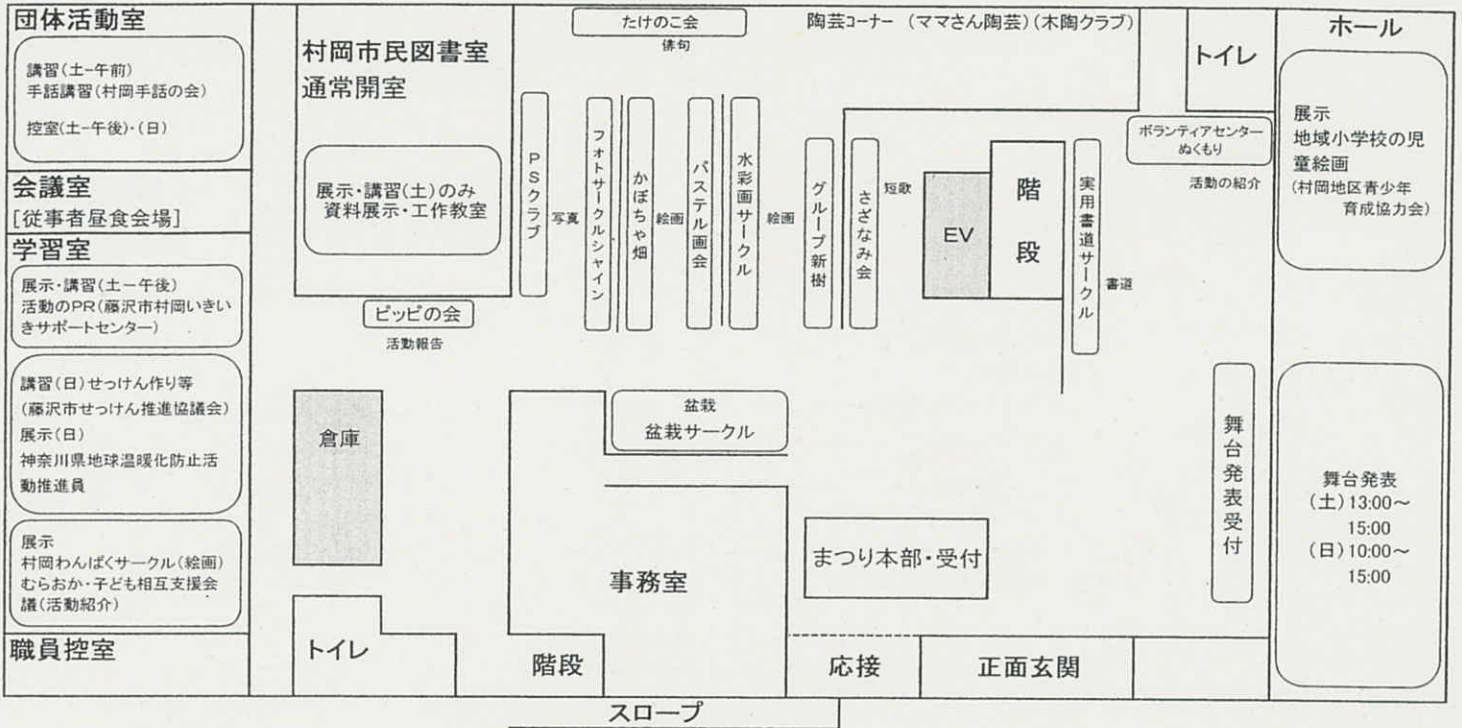 団体活動室
講習(土-午前)
手話講習(村岡手話の会)
控室(土-午後)・(日)
会議室
[従事者昼食会場]
学習室
展示・講習(土-午後)
活動のPR(藤沢市村岡いきい
きサポートセンター)
講習(日)せっけん作り等
(藤沢市せっけん推進協議会)
展示(日)
神奈川県地球温暖化防止活
動推進員
展示
村岡わんぱくサークル(絵画)
むらおか・子ども相互支援会
議(活動紹介)
職員控室
村岡市民図書室
通常開室
展示・講習(土)のみ
資料展示・工作教室
ピッピの会
活動報告
倉庫
トイレ
たけのこ会
俳句
陶芸コーナー (ママさん陶芸)(木陶クラブ)
PSクラブ
写真
フォトサークルシャイン
かぼちゃ畑
絵画
パステル画会
水彩画サークル
絵画
グループ新樹
さざなみ会
短歌
EV
階段
実用書道サークル
書道
トイレ
ボランティアセンター
ぬくもり
活動の紹介
盆栽
盆栽サークル
事務室
階段
まつり本部・受付
応接
正面玄関
舞台発表受付
スロープ
ホール
展示
地域小学校の児
童絵画
(村岡地区青少年
育成協力会)
舞台発表
(土)13:00~
15:00
(日)10:00~
15:00